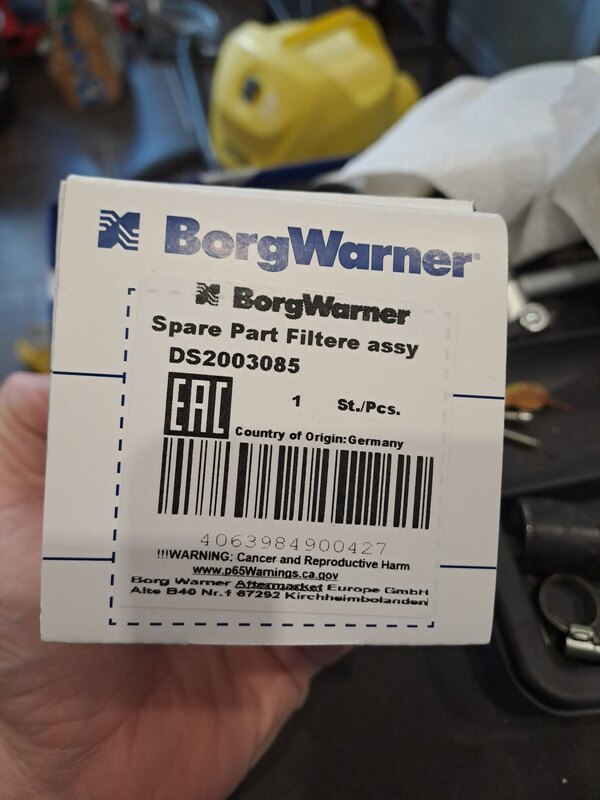 BorgWarner®
BorgWarner
Spare Part Filtere assy
DS2003085
EAC
1 St./Pcs.
Country of Origin:Germany
4063984900427
!!!WARNING; Cancer and Reproductive Harm
www.p65Warnings.ca.gov
Borg Warner Aftermarket Europe GmbH
Alte B40 Nr.1 67292 Kirchheimbolanden